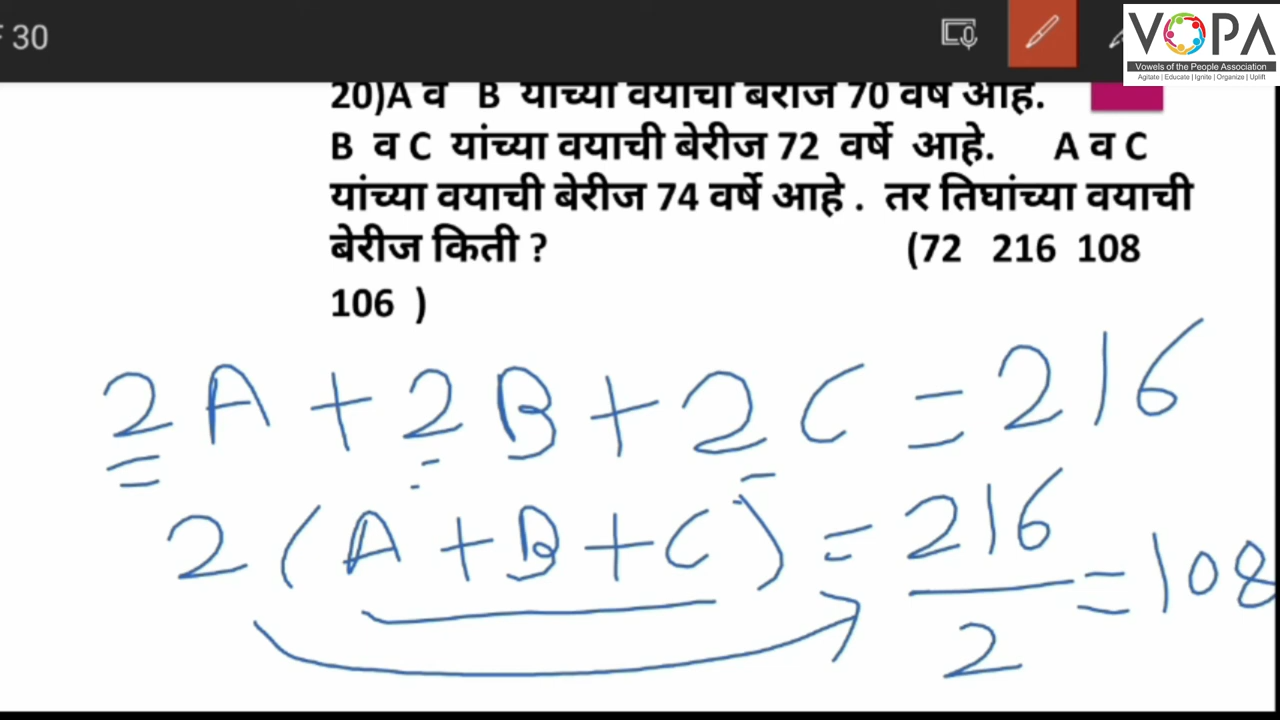 F 30
VOPA
Vowels of the People Association
Agitate | Educate | Ignite | Organize | Uplift
20)A व B यांच्या वयाची बेरीज 70 वर्षे आहे.
B व C यांच्या वयाची बेरीज 72 वर्षे आहे. A व C
यांच्या वयाची बेरीज 74 वर्षे आहे . तर तिघांच्या वयाची
बेरीज किती ? (72 216 108
106 )
2A + 2B + 2C = 216
2 (A + B + C) = 216/2 = 108